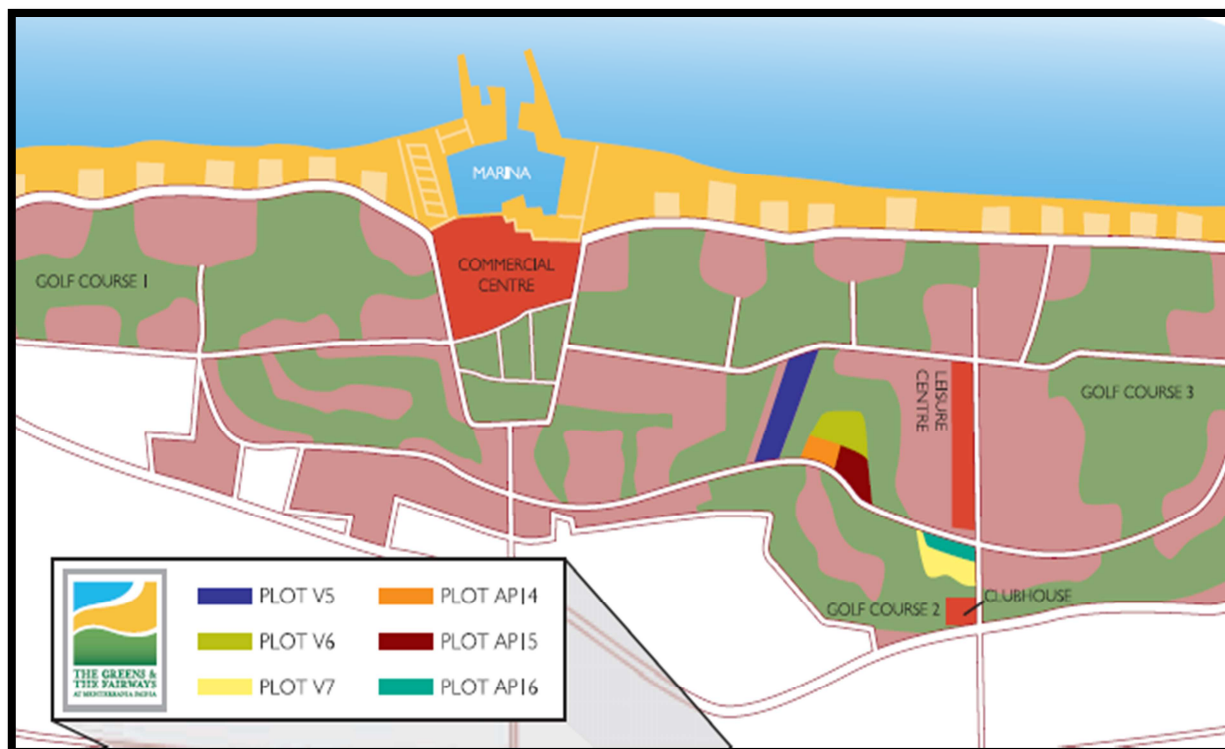 MARINA
COMMERCIAL
CENTRE
GOLF COURSE 1
LEISURE
CENTRE
GOLF COURSE 3
GOLF COURSE 2
CLUBHOUSE
PLOT V5
PLOT AP14
PLOT V6
PLOT AP15
PLOT V7
PLOT AP16
THE GREENS &
THE FAIRWAYS